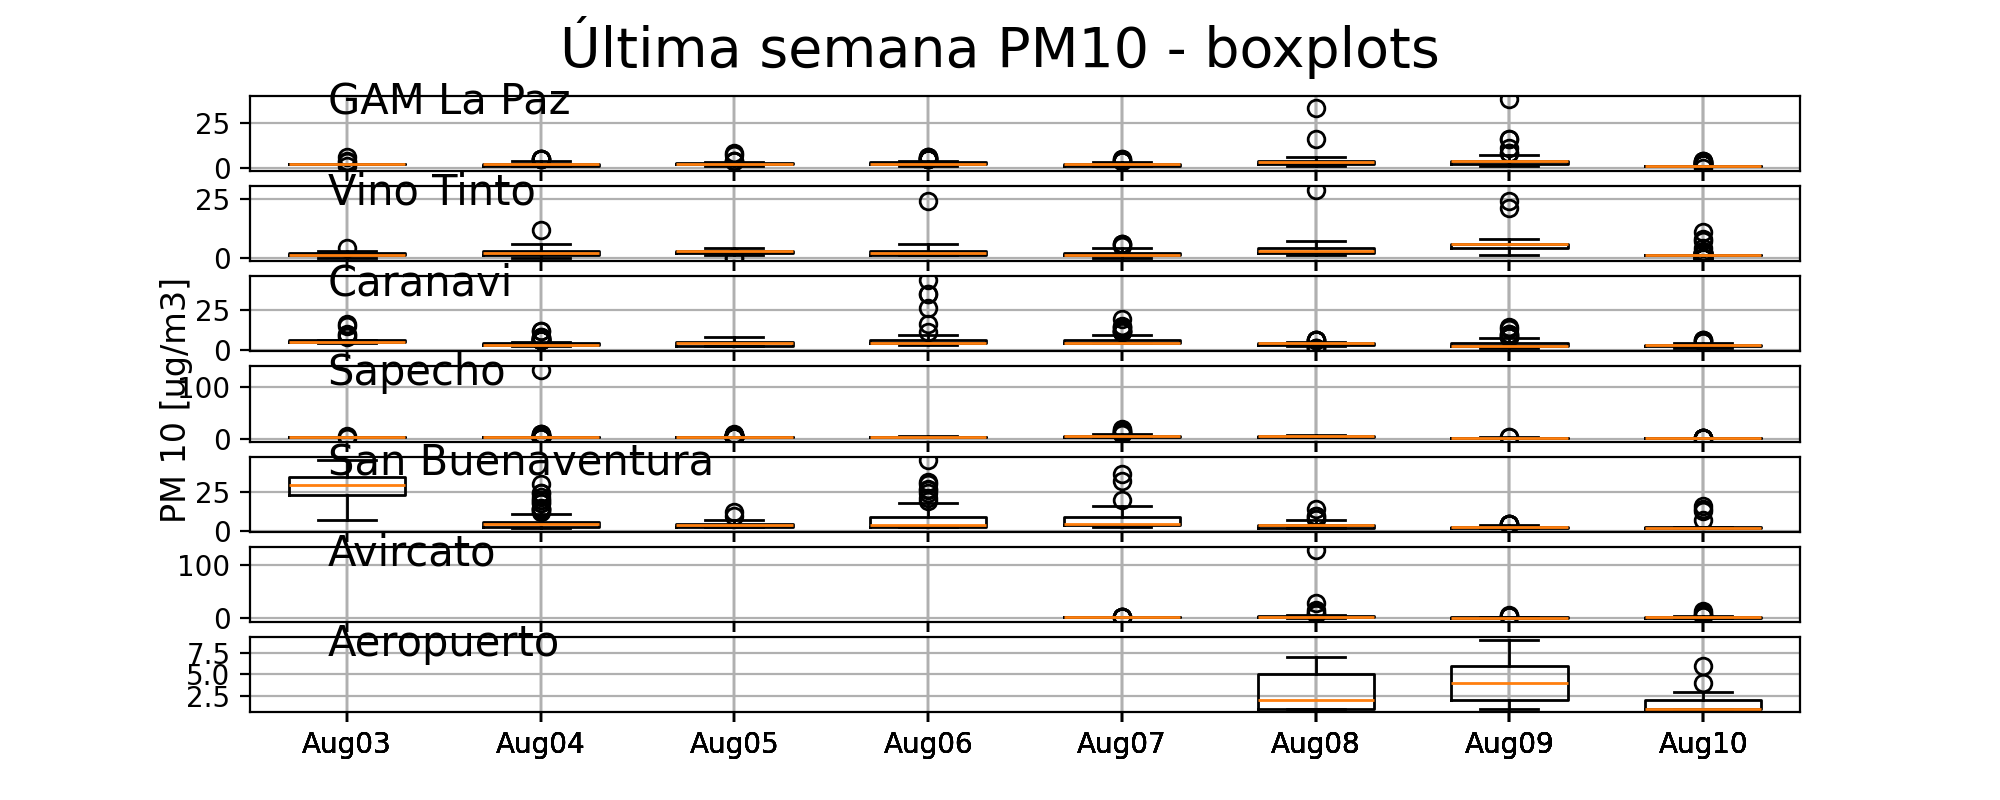 Última semana PM10 - boxplots
GAM La Paz
25
0
Vino Tinto
25
0
Caranavi
25
0
Sapecho
100
0
San Buenaventura
25
0
Avircato
100
0
Aeropuerto
7.5
5.0
2.5
PM 10 [µg/m3]
Aug03 Aug04 Aug05 Aug06 Aug07 Aug08 Aug09 Aug10